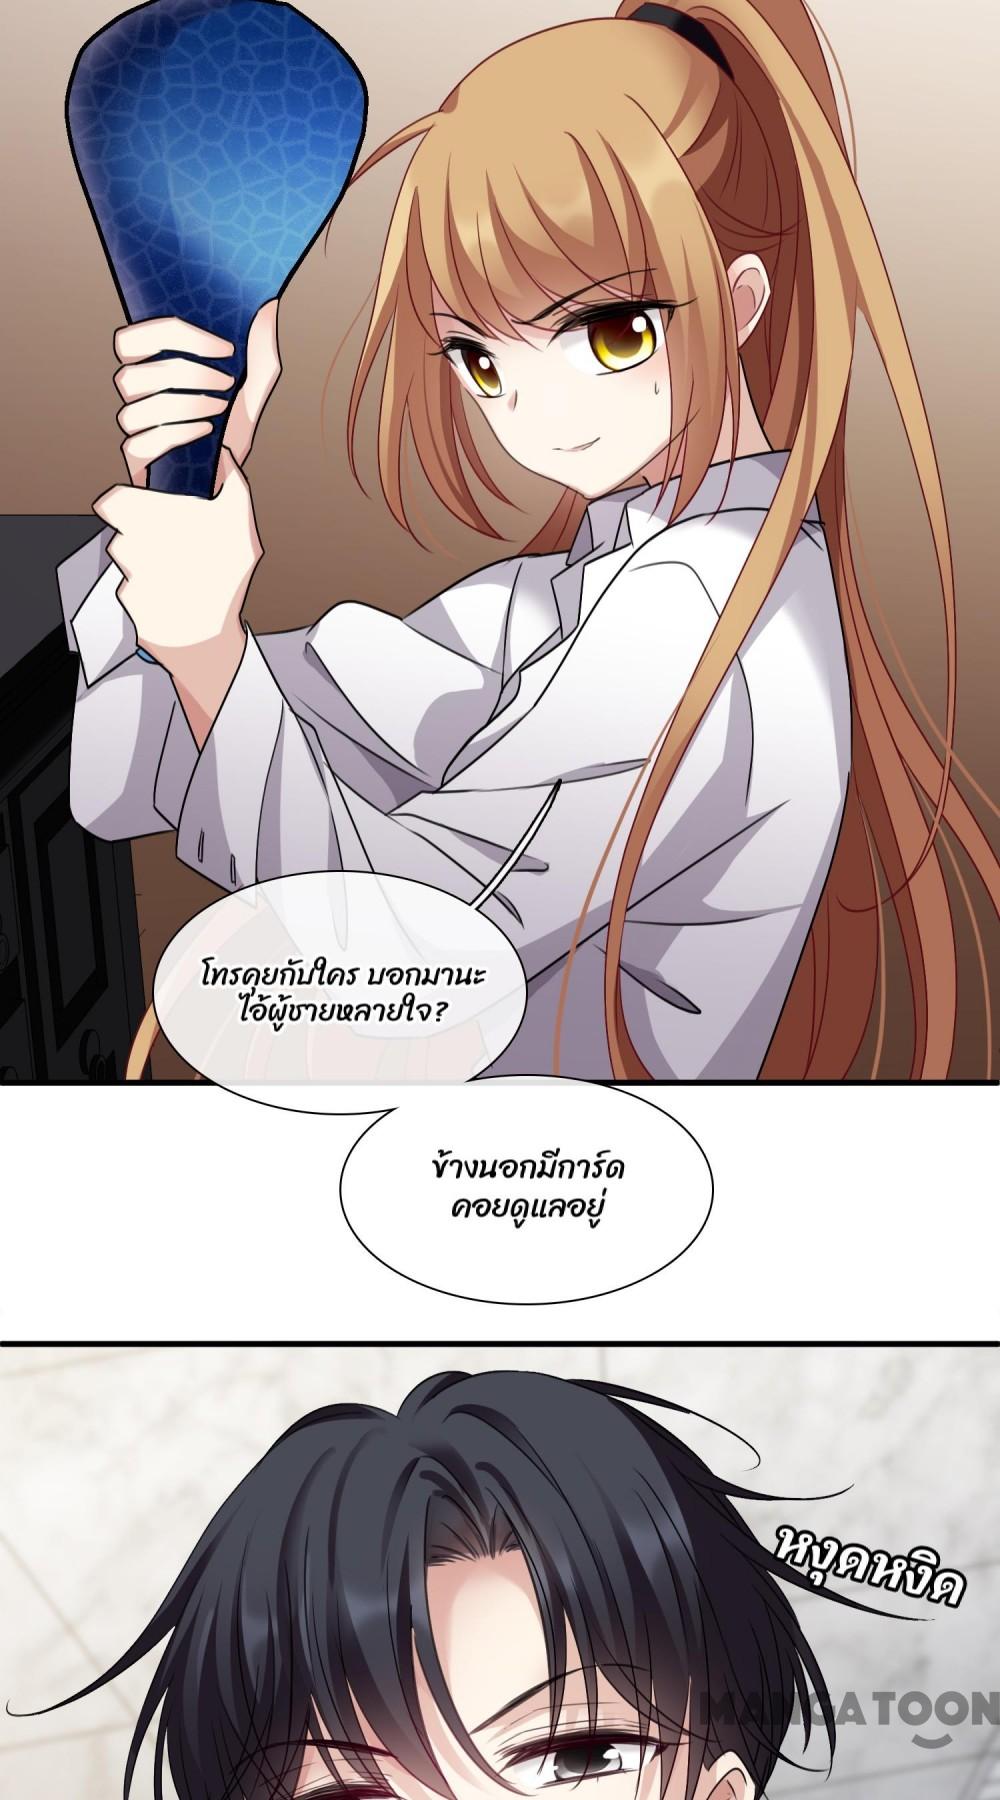 โทรคุยกับใคร บอกมานะ
ไอ้ผู้ชายหลายใจ?
ข้างนอกมีการ์ด
คอยดูแลอยู่
หงุดหงิด
MANGATOON